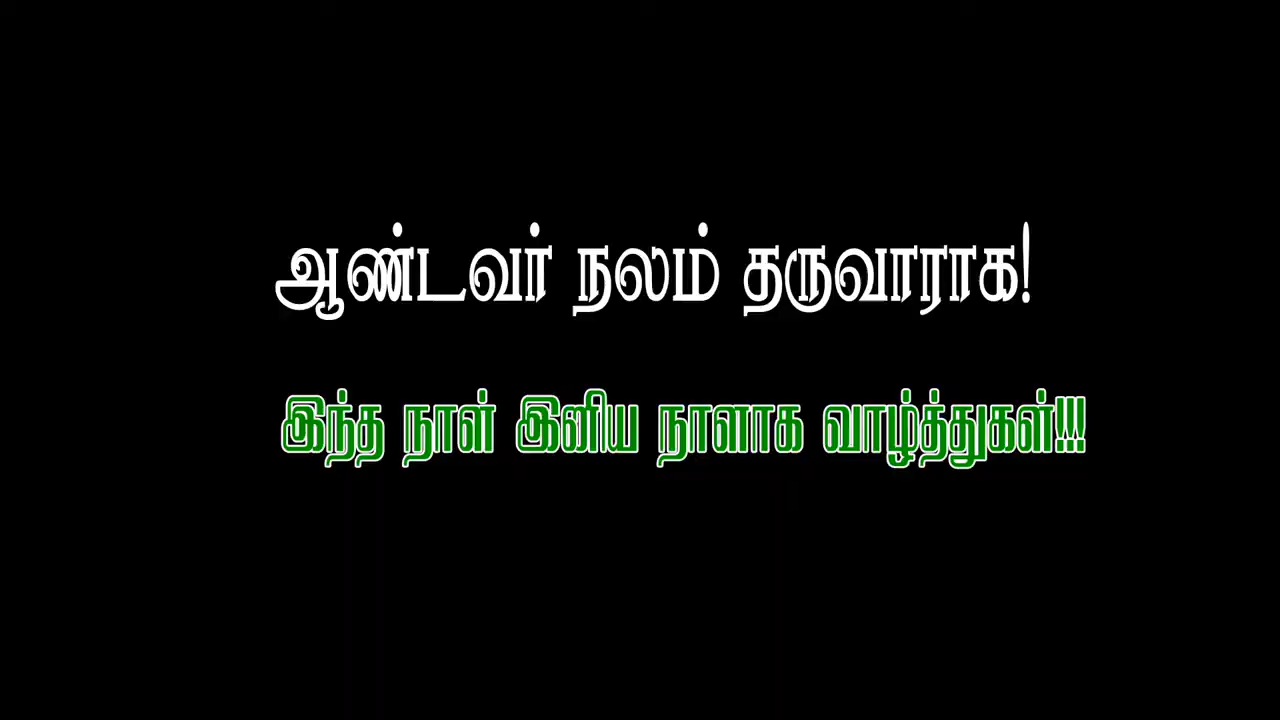 ஆண்டவர் நலம் தருவாராக!
இந்த நாள் இனிய நாளாக வாழ்த்துகள்!!!